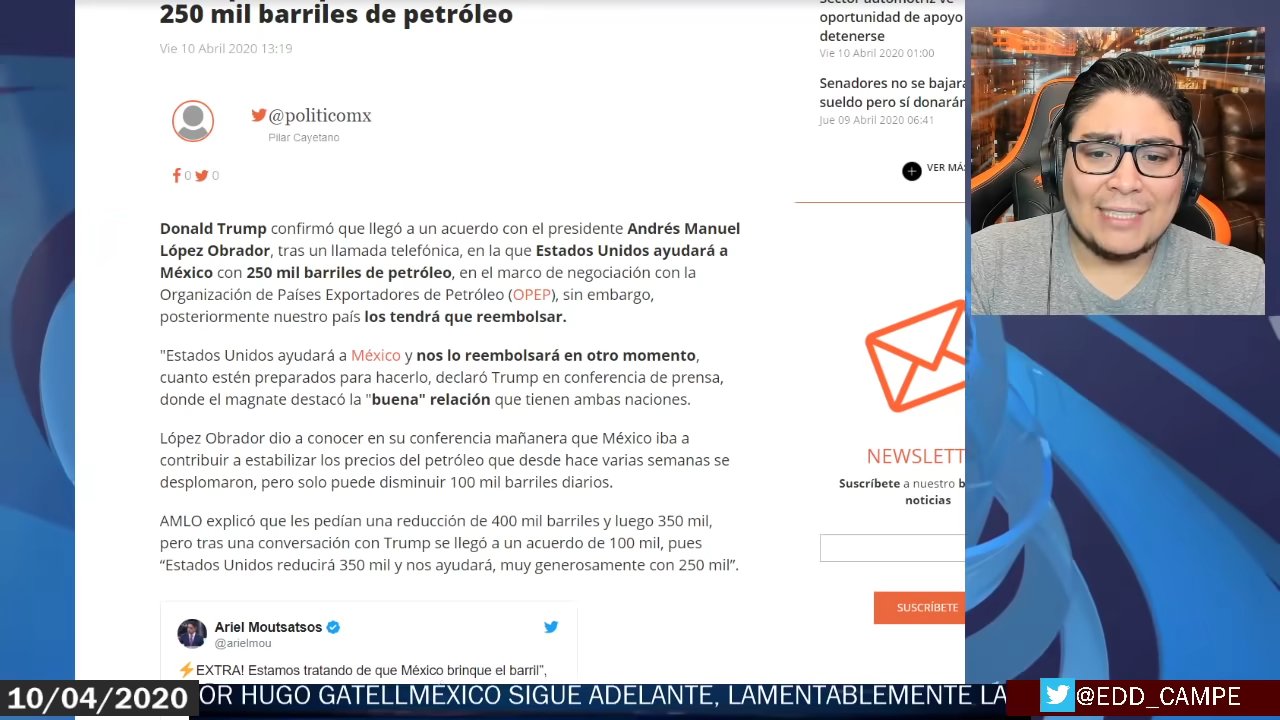 250 mil barriles de petróleo
Vie 10 Abril 2020 13:19
@politicomx
Pilar Cayetano
0 0
Donald Trump confirmó que llegó a un acuerdo con el presidente Andrés Manuel
López Obrador, tras un llamada telefónica, en la que Estados Unidos ayudará a
México con 250 mil barriles de petróleo, en el marco de negociación con la
Organización de Países Exportadores de Petróleo (OPEP), sin embargo,
posteriormente nuestro país los tendrá que reembolsar.
"Estados Unidos ayudará a México y nos lo reembolsará en otro momento,
cuanto estén preparados para hacerlo, declaró Trump en conferencia de prensa,
donde el magnate destacó la "buena" relación que tienen ambas naciones.
López Obrador dio a conocer en su conferencia mañanera que México iba a
contribuir a estabilizar los precios del petróleo que desde hace varias semanas se
desplomaron, pero solo puede disminuir 100 mil barriles diarios.
AMLO explicó que les pedían una reducción de 400 mil barriles y luego 350 mil,
pero tras una conversación con Trump se llegó a un acuerdo de 100 mil, pues
“Estados Unidos reducirá 350 mil y nos ayudará, muy generosamente con 250 mil”.
Ariel Moutsatsos
@arielmou
⚡EXTRA! Estamos tratando de que México brinque el barril”,
oportunidad de apoyo
detenerse
Vie 10 Abril 2020 01:00
Senadores no se bajara
sueldo pero sí donarán
Jue 09 Abril 2020 06:41
VER MÁ
NEWSLETT
Suscríbete a nuestro b
noticias
SUSCRÍBETE
10/04/2020
OR HUGO GATELLMÉXICO SIGUE ADELANTE, LAMENTABLEMENTE LA
@EDD_CAMPE